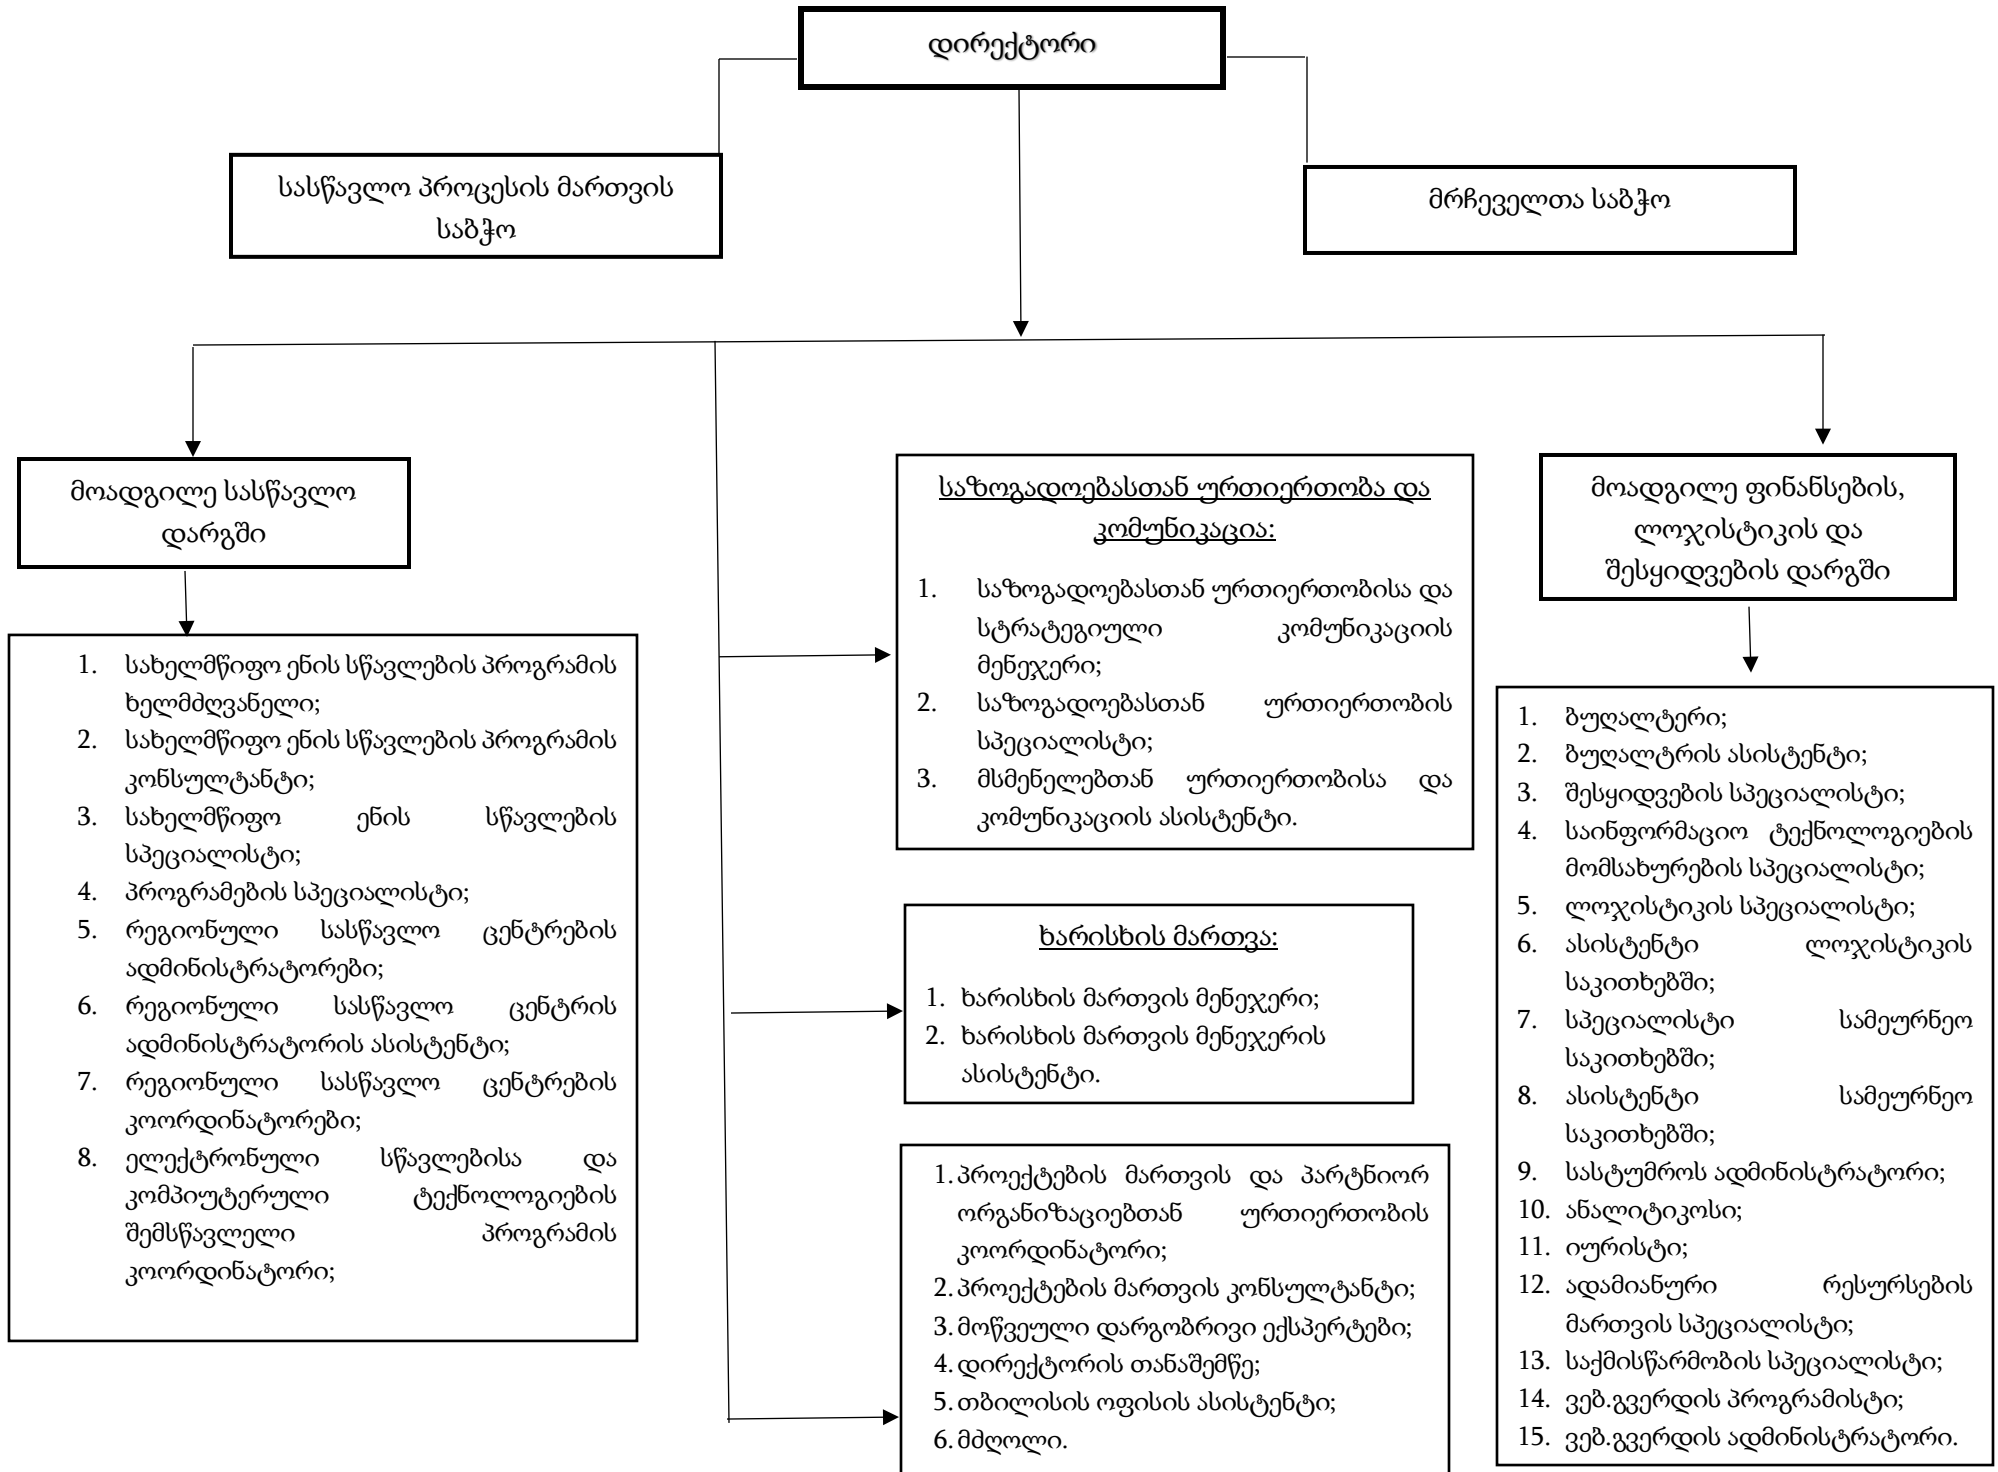 დირექტორი
სასწავლო პროცესის მართვის
საბჭო
მრჩეველთა საბჭო
მოადგილე სასწავლო
დარგში
1. სახელმწიფო ენის სწავლების პროგრამის
ხელმძღვანელი;
2. სახელმწიფო ენის სწავლების პროგრამის
კონსულტანტი;
3. სახელმწიფო ენის სწავლების
სპეციალისტი;
4. პროგრამების სპეციალისტი;
5. რეგიონული სასწავლო ცენტრების
ადმინისტრატორები;
6. რეგიონული სასწავლო ცენტრის
ადმინისტრატორის ასისტენტი;
7. რეგიონული სასწავლო ცენტრების
კოორდინატორები;
8. ელექტრონული სწავლებისა და
კომპიუტერული ტექნოლოგიების
შემსწავლელი პროგრამის
კოორდინატორი;
საზოგადოებასთან ურთიერთობა და
კომუნიკაცია:
1. საზოგადოებასთან ურთიერთობისა და
სტრატეგიული კომუნიკაციის
მენეჯერი;
2. საზოგადოებასთან ურთიერთობის
სპეციალისტი;
3. მსმენელებთან ურთიერთობისა და
კომუნიკაციის ასისტენტი.
ხარისხის მართვა:
1. ხარისხის მართვის მენეჯერი;
2. ხარისხის მართვის მენეჯერის
ასისტენტი.
1. პროექტების მართვის და პარტნიორ
ორგანიზაციებთან ურთიერთობის
კოორდინატორი;
2. პროექტების მართვის კონსულტანტი;
3. მოწვეული დარგობრივი ექსპერტები;
4. დირექტორის თანაშემწე;
5. თბილისის ოფისის ასისტენტი;
6. მძღოლი.
მოადგილე ფინანსების,
ლოჯისტიკის და
შესყიდვების დარგში
1. ბუღალტერი;
2. ბუღალტრის ასისტენტი;
3. შესყიდვების სპეციალისტი;
4. საინფორმაციო ტექნოლოგიების
მომსახურების სპეციალისტი;
5. ლოჯისტიკის სპეციალისტი;
6. ასისტენტი ლოჯისტიკის
საკითხებში;
7. სპეციალისტი სამეურნეო
საკითხებში;
8. ასისტენტი სამეურნეო
საკითხებში;
9. სასტუმროს ადმინისტრატორი;
10. ანალიტიკოსი;
11. იურისტი;
12. ადამიანური რესურსების
მართვის სპეციალისტი;
13. საქმისწარმობის სპეციალისტი;
14. ვებ.გვერდის პროგრამისტი;
15. ვებ.გვერდის ადმინისტრატორი.